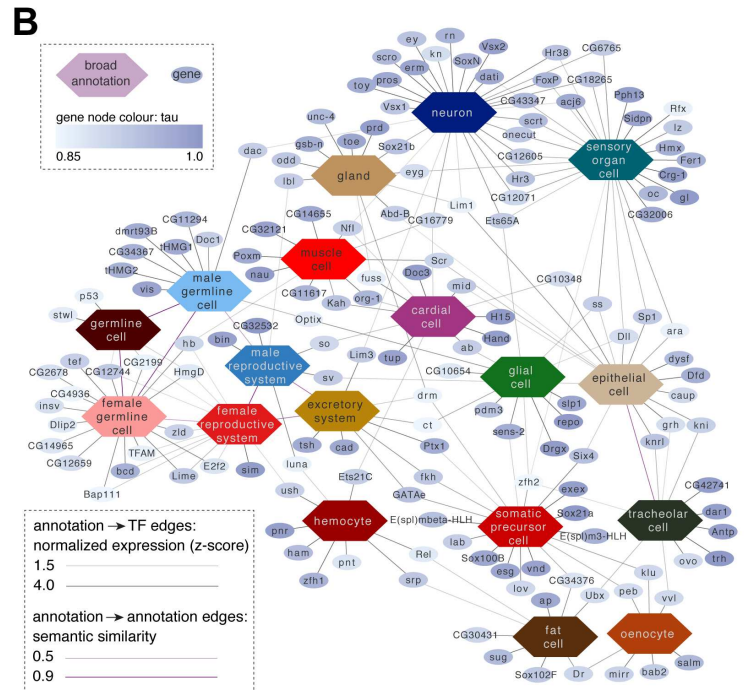 B
broad
annotation
gene
gene node colour: tau
0.85
1.0
ey
rn
kn
Vsx2
scro
erm
SoxN
toy
pros
dati
Vsx1
neuron
Hr38
CG6765
FoxP
CG18265
CG43347
acj6
scrt
onecut
CG12605
Hr3
CG12071
Pph13
Rfx
Sidpn
lz
sensory
organ
cell
Hmx
Fer1
Crg-1
oc
gl
CG32006
unc-4
prd
gsb-n
toe
dac
odd
Sox21b
lbl
gland
eyg
Abd-B
Lim1
Ets65A
CG16779
CG14655
CG32121
Nfl
muscle
cell
Poxm
nau
CG11617
org-1
Kah
fuss
Scr
Doc3
mid
CG10348
CG11294
dmrt93B
tHMG1
Doc1
CG34367
tHMG2
vis
male
germline
cell
p53
stwl
germline
cell
CG32532
bin
Optix
so
cardial
cell
H15
Hand
ab
tup
ss
Sp1
Dll
ara
hb
tef
CG2199
CG2678
CG12744
HmgD
CG4936
insv
Dlip2
CG14965
CG12659
female
germline
cell
zld
TFAM
bcd
Lime
E2f2
Bap111
male
reproductive
system
sv
Lim3
female
reproductive
system
sim
excretory
system
tsh
cad
CG10654
drm
ct
Ptx1
glial
cell
pdm3
slp1
repo
sens-2
Drgx
epithelial
cell
dysf
Dfd
caup
grh
kni
knrl
Six4
luna
Ets21C
fkh
zfh2
ush
GATAe
exex
Sox21a
CG42741
hemocyte
E(spl)mbeta-HLH
somatic
precursor
cell
E(spl)m3-HLH
tracheolar
cell
dar1
Antp
trh
pnr
ham
pnt
zfh1
Rel
srp
lab
Sox100B
esg
vnd
lov
CG34376
klu
ovo
ap
Ubx
peb
vvl
CG30431
fat
cell
oenocyte
sug
Sox102F
Dr
mirr
bab2
salm
annotation → TF edges:
normalized expression (z-score)
1.5
4.0
annotation → annotation edges:
semantic similarity
0.5
0.9